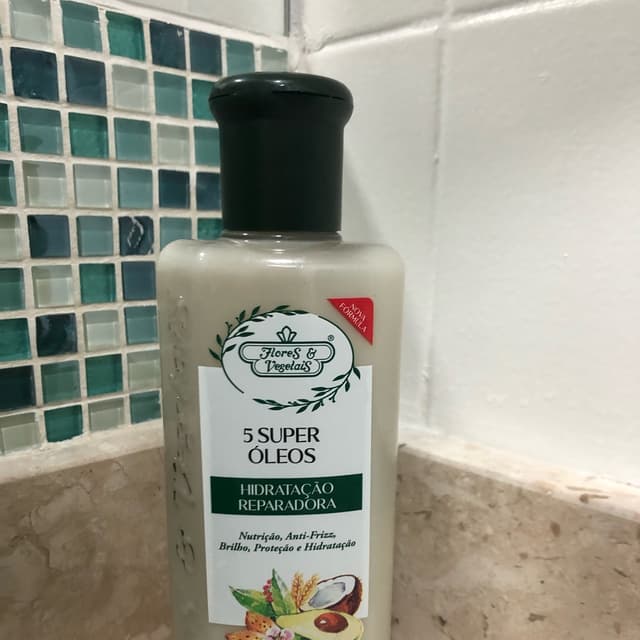 NOVA
FÓRMULA
FloreS &
VegetaiS
®
5 SUPER
ÓLEOS
HIDRATAÇÃO
REPARADORA
Nutrição, Anti-Frizz,
Brilho, Proteção e Hidratação